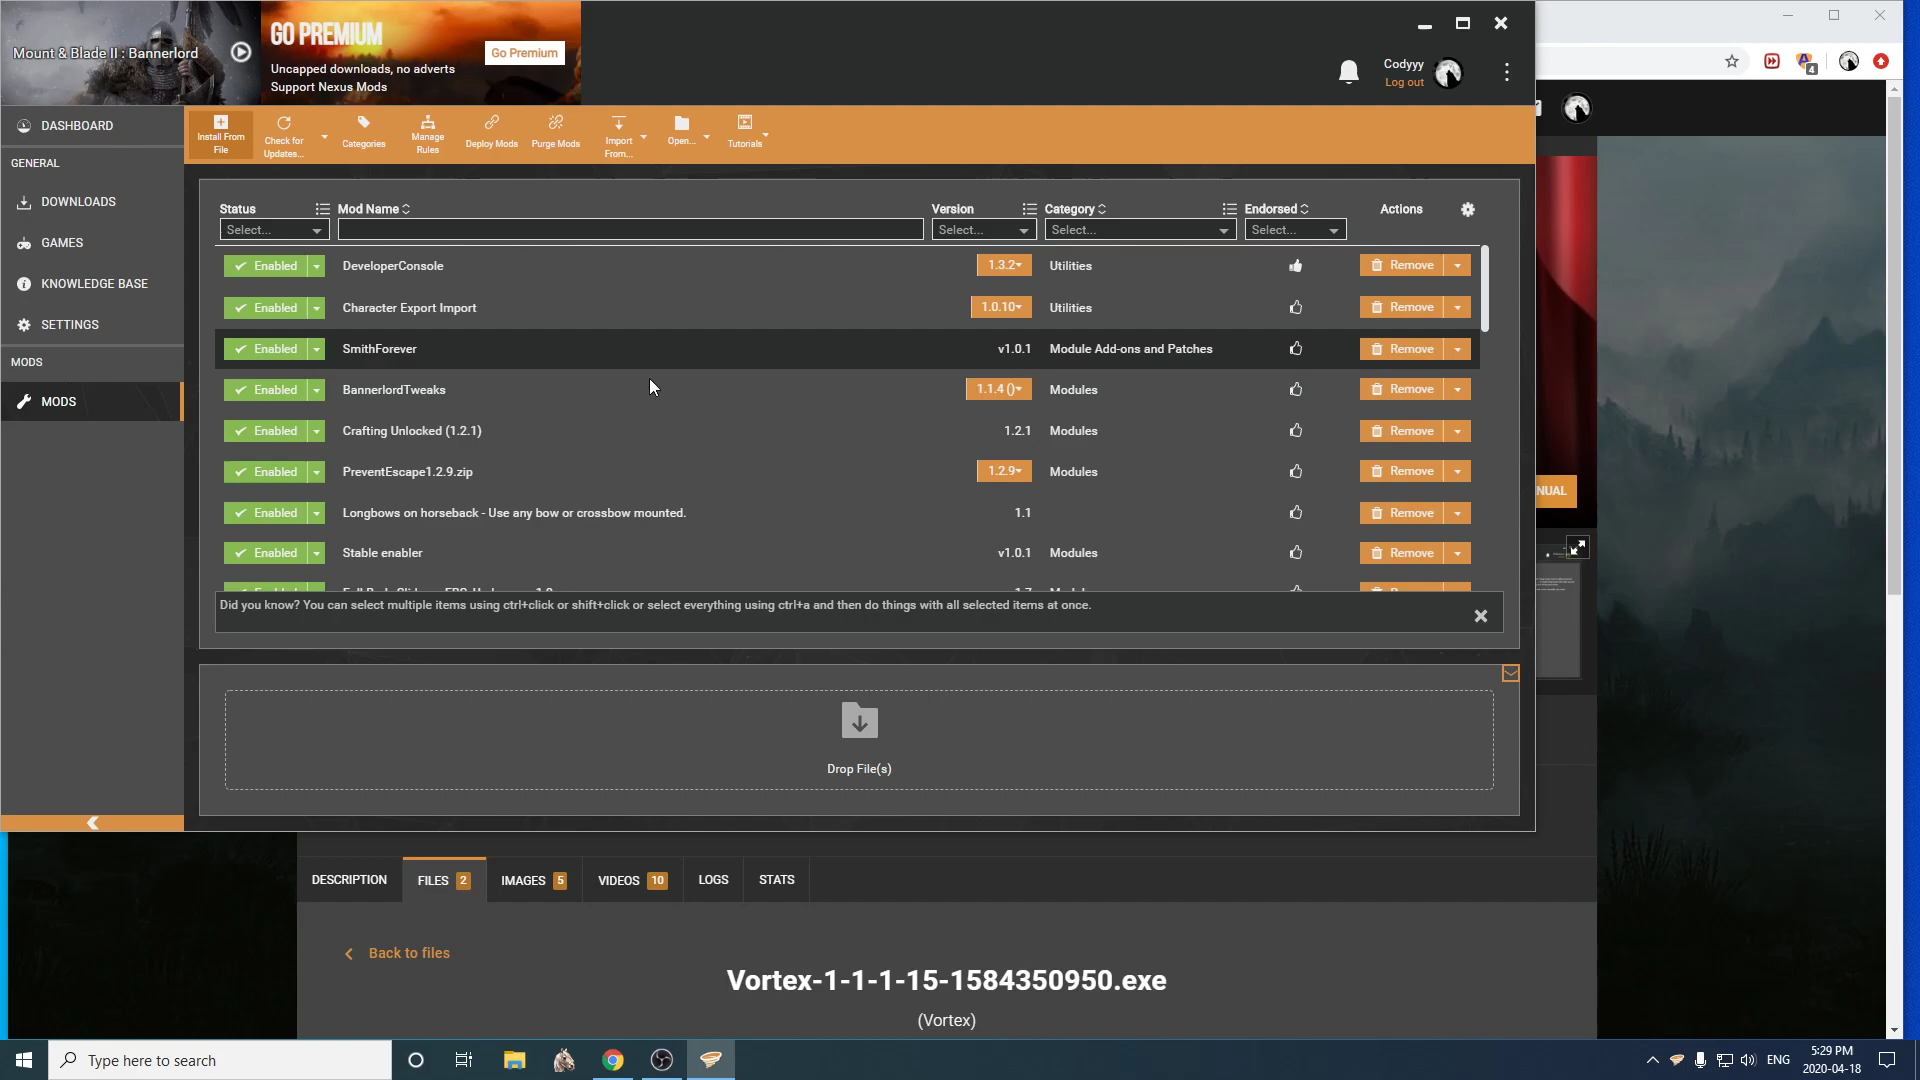 Mount & Blade II : Bannerlord
GO PREMIUM
Uncapped downloads, no adverts
Support Nexus Mods
Go Premium
Codyyy
Log out
4
DASHBOARD
GENERAL
DOWNLOADS
GAMES
KNOWLEDGE BASE
SETTINGS
MODS
MODS
Install From
File
Check for
Updates...
Categories
Manage
Rules
Deploy Mods
Purge Mods
Import
From...
Open...
Tutorials
Status Mod Name Version Category Endorsed Actions
Select... Select... Select... Select...
Enabled DeveloperConsole 1.3.2 Utilities Remove
Enabled Character Export Import 1.0.10 Utilities Remove
Enabled SmithForever v1.0.1 Module Add-ons and Patches Remove
Enabled BannerlordTweaks 1.1.4 () Modules Remove
Enabled Crafting Unlocked (1.2.1) 1.2.1 Modules Remove
Enabled PreventEscape1.2.9.zip 1.2.9 Modules Remove
Enabled Longbows on horseback - Use any bow or crossbow mounted. 1.1 Remove
Enabled Stable enabler v1.0.1 Modules Remove
Did you know? You can select multiple items using ctrl+click or shift+click or select everything using ctrl+a and then do things with all selected items at once.
Drop File(s)
NUAL
DESCRIPTION FILES 2 IMAGES 5 VIDEOS 10 LOGS STATS
Back to files
Vortex-1-1-1-15-1584350950.exe
(Vortex)
Type here to search
ENG
5:29 PM
2020-04-18